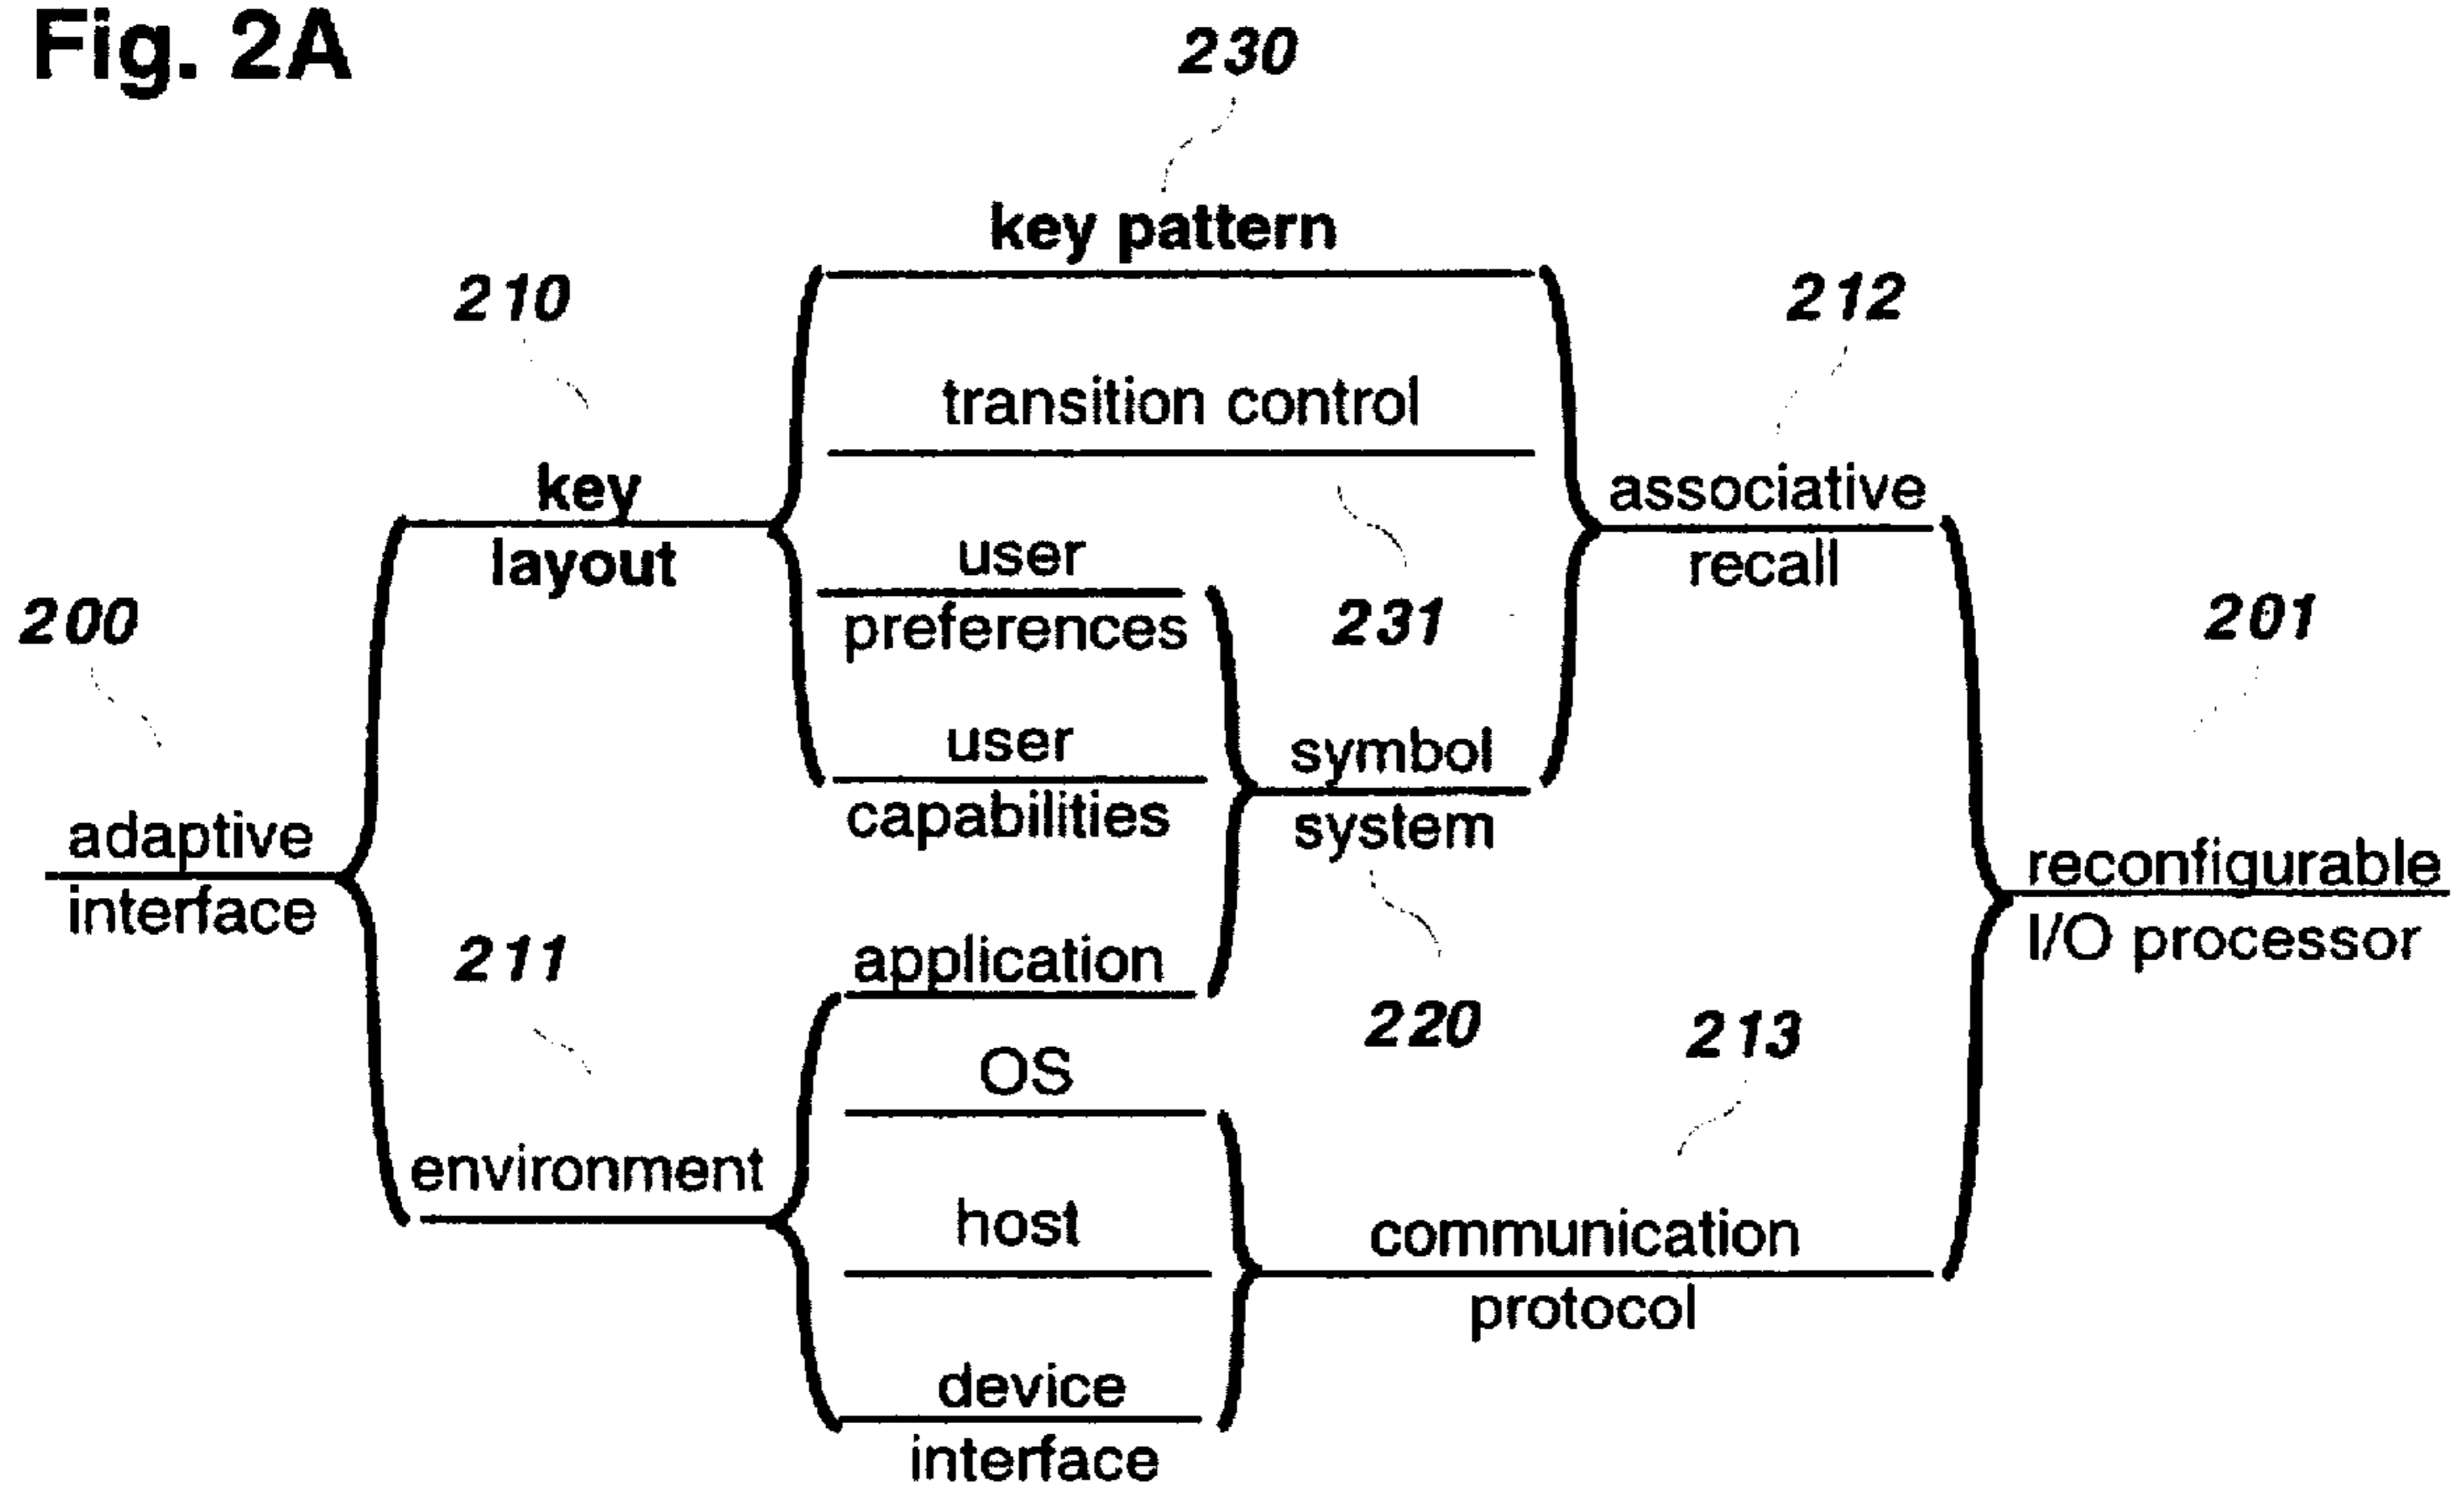 Fig. 2A
230
key pattern
210
212
transition control
key
layout
associative
recall
user
preferences
200
231
201
user
capabilities
symbol
system
adaptive
interface
reconfigurable
I/O processor
211
application
220
213
OS
environment
host
communication
protocol
device
interface